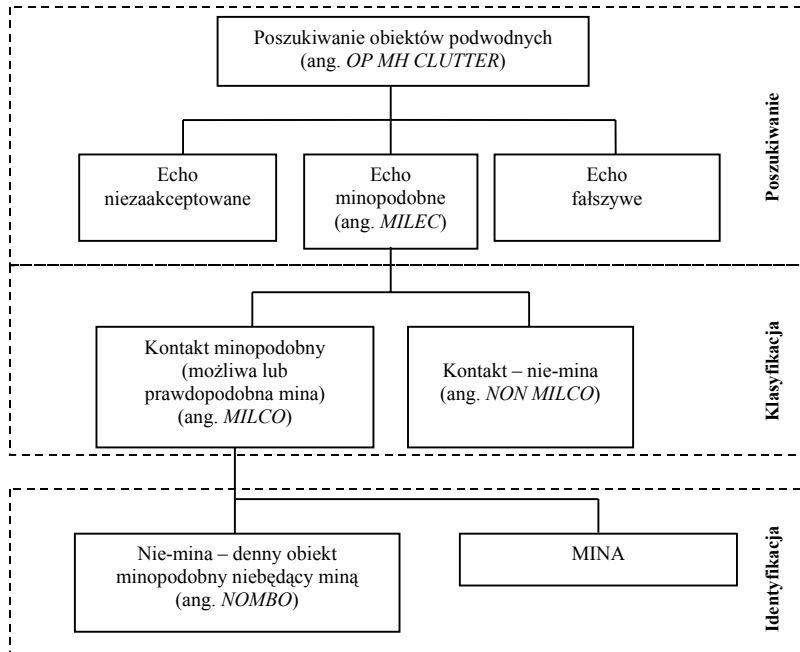 Poszukiwanie obiektów podwodnych
(ang. OP MH CLUTTER)
Echo
niezaakceptowane
Echo
minopodobne
(ang. MILEC)
Echo
fałszywe
Poszukiwanie
Kontakt minopodobny
(możliwa lub
prawdopodobna mina)
(ang. MILCO)
Kontakt – nie-mina
(ang. NON MILCO)
Klasyfikacja
Nie-mina – denny obiekt
minopodobny niebędący miną
(ang. NOMBO)
MINA
Identyfikacja